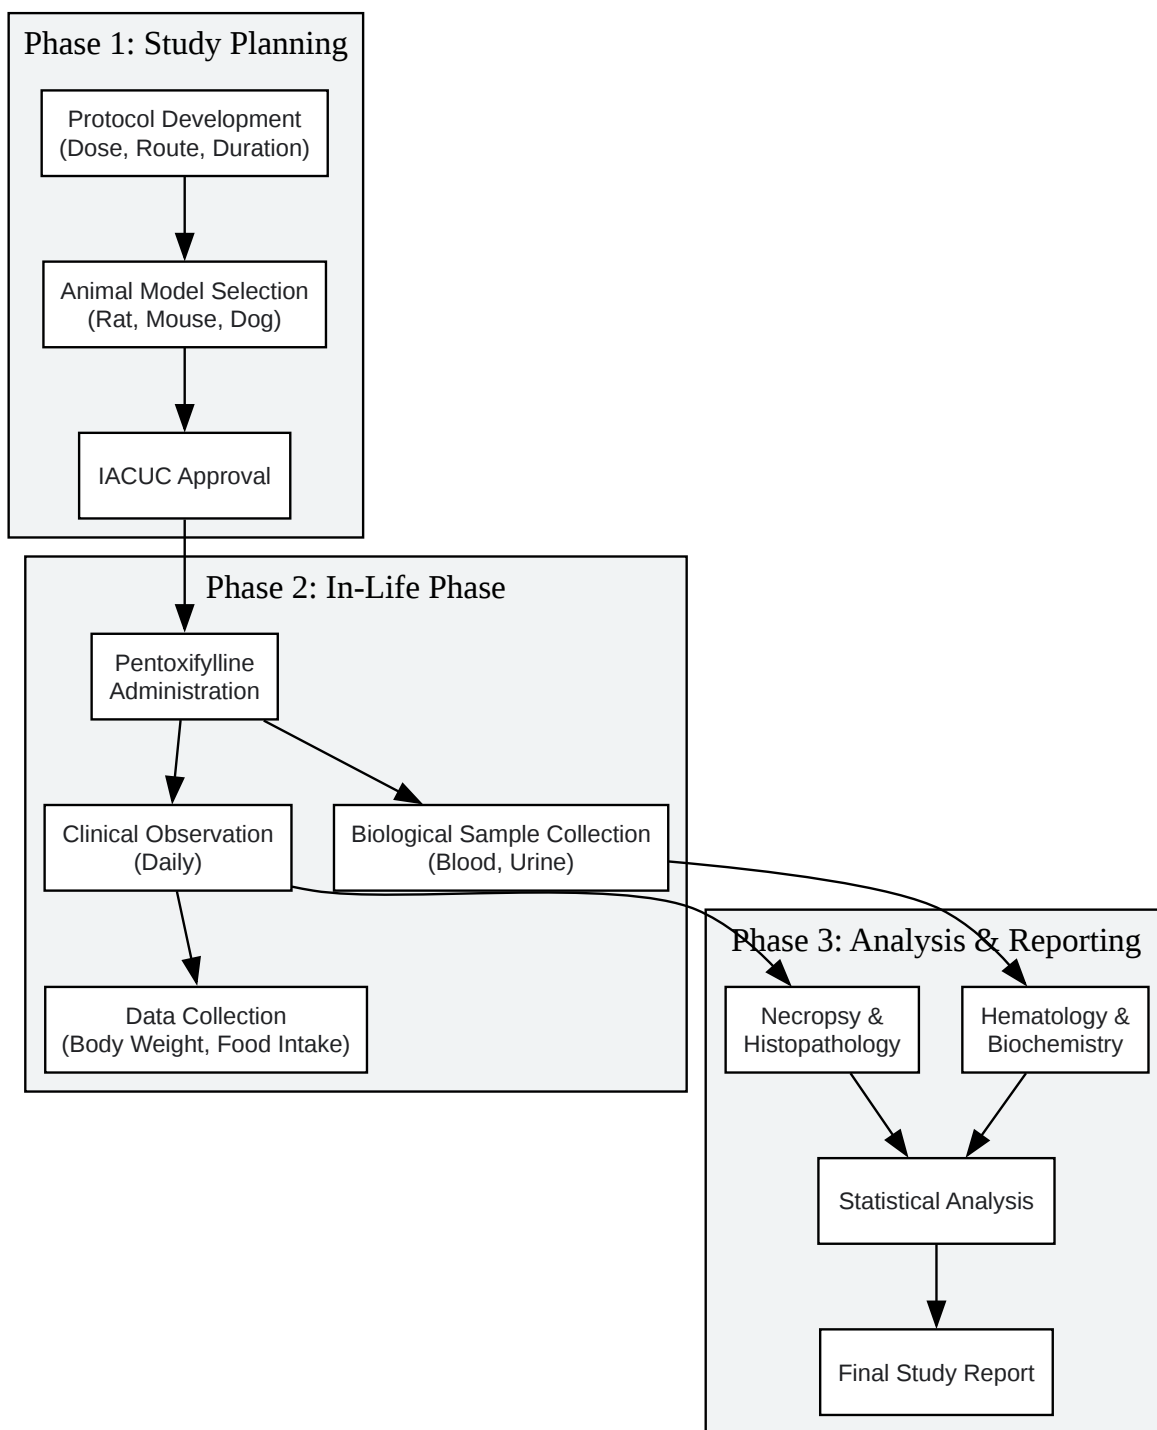 Phase 1: Study Planning
Protocol Development
(Dose, Route, Duration)
Animal Model Selection
(Rat, Mouse, Dog)
IACUC Approval
Phase 2: In-Life Phase
Pentoxifylline
Administration
Clinical Observation
(Daily)
Biological Sample Collection
(Blood, Urine)
Data Collection
(Body Weight, Food Intake)
Phase 3: Analysis & Reporting
Necropsy &
Histopathology
Hematology &
Biochemistry
Statistical Analysis
Final Study Report